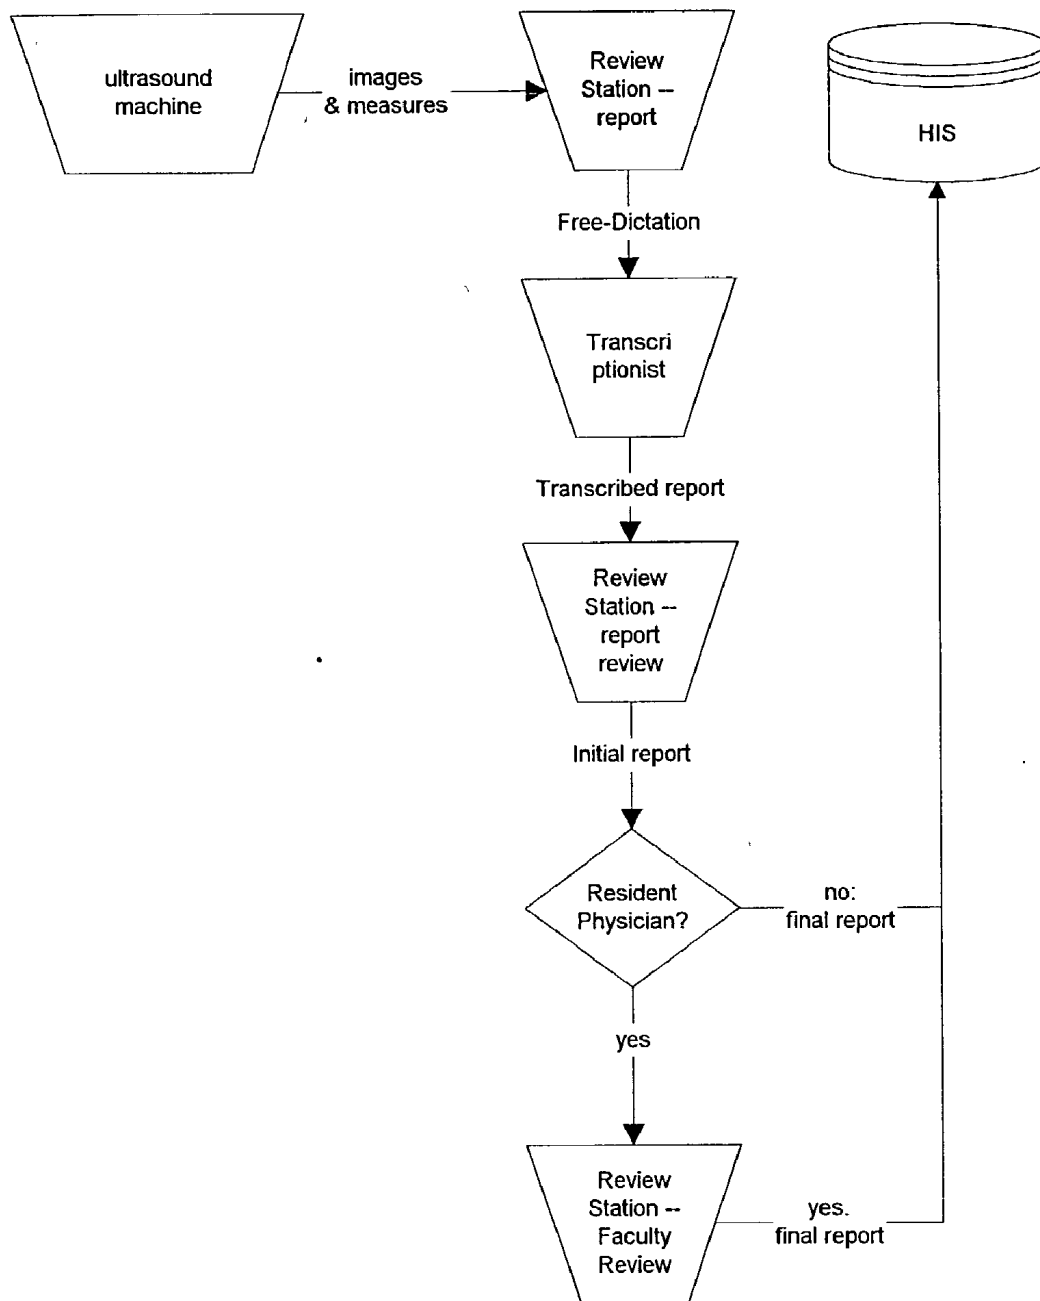 ultrasound
machine
images
& measures
Review
Station --
report
HIS
Free-Dictation
Transcri
ptionist
Transcribed report
Review
Station --
report
review
Initial report
Resident
Physician?
no:
final report
yes
Review
Station --
Faculty
Review
yes.
final report